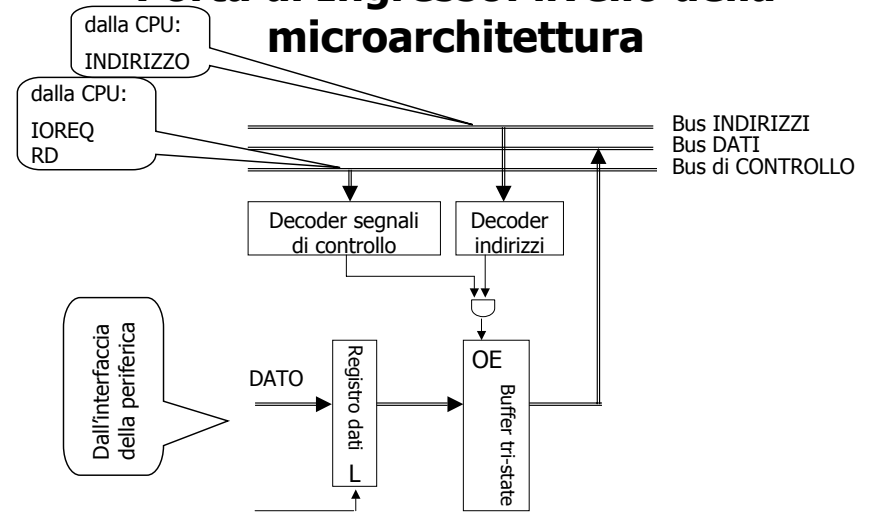 microarchitettura
dalla CPU:
INDIRIZZO
dalla CPU:
IOREQ
RD
Bus INDIRIZZI
Bus DATI
Bus di CONTROLLO
Decoder segnali
di controllo
Decoder
indirizzi
Dall'interfaccia
della periferica
DATO
Registro dati
L
OE
Buffer tri-state